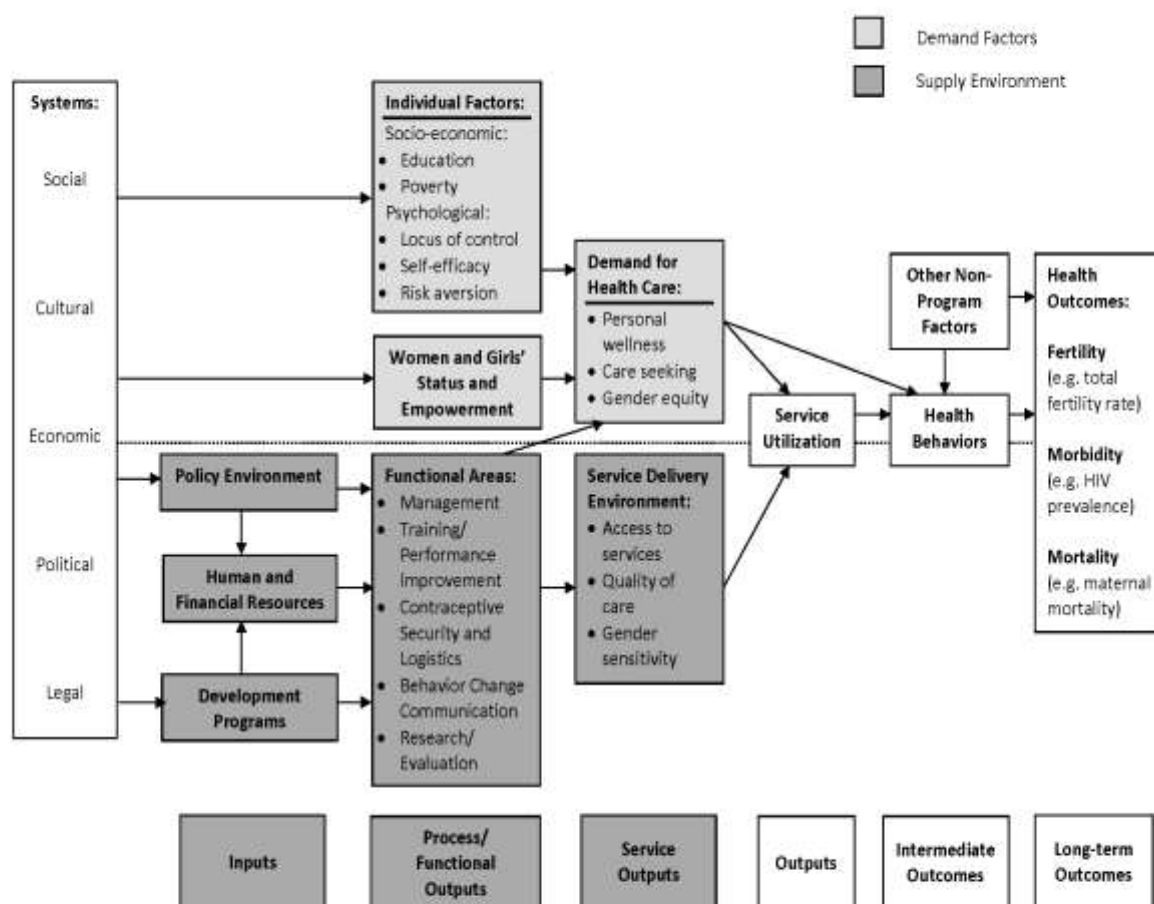 Demand Factors
Supply Environment
Systems:
Social
Cultural
Economic
Political
Legal
Individual Factors:
Socio-economic:
• Education
• Poverty
Psychological:
• Locus of control
• Self-efficacy
• Risk aversion
Women and Girls'
Status and
Empowerment
Demand for
Health Care:
• Personal
wellness
• Care seeking
• Gender equity
Policy Environment
Human and
Financial Resources
Development
Programs
Functional Areas:
• Management
• Training/
Performance
Improvement
• Contraceptive
Security and
Logistics
• Behavior Change
Communication
• Research/
Evaluation
Service Delivery
Environment:
• Access to
services
• Quality of
care
• Gender
sensitivity
Service
Utilization
Other Non-
Program
Factors
Health
Behaviors
Health
Outcomes:
Fertility
(e.g. total
fertility rate)
Morbidity
(e.g. HIV
prevalence)
Mortality
(e.g. maternal
mortality)
Inputs
Process/
Functional
Outputs
Service
Outputs
Outputs
Intermediate
Outcomes
Long-term
Outcomes